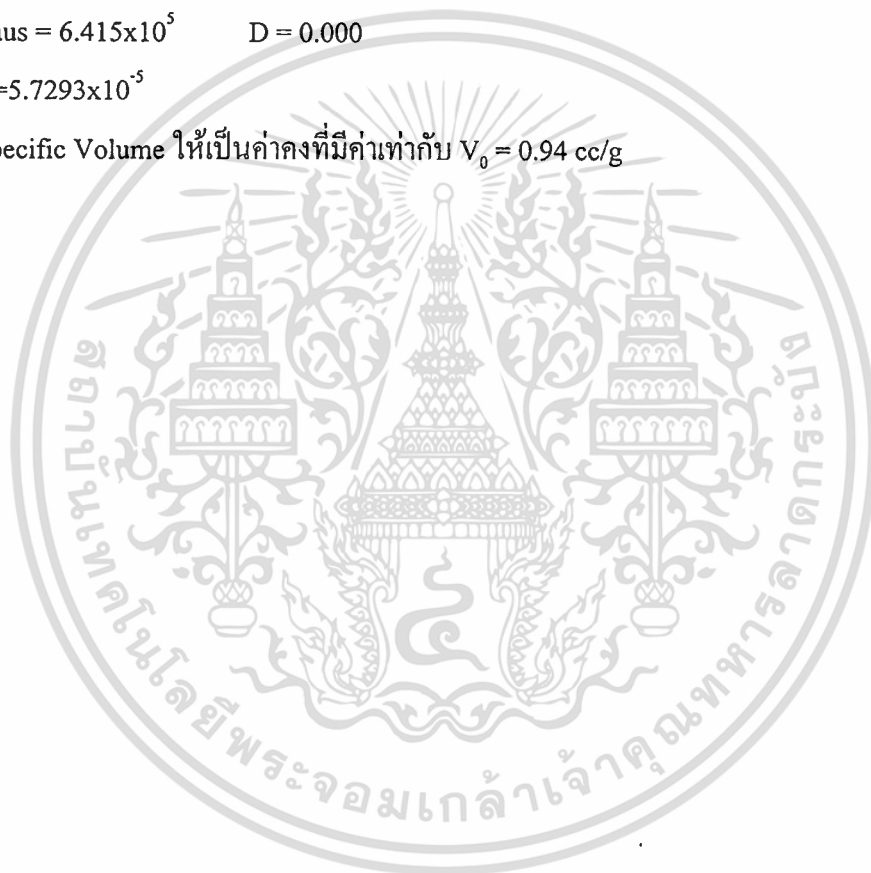 us = 6.415x10⁵ D = 0.000
=5.7293x10⁻⁵
pecific Volume ให้เป็นค่าคงที่มีค่าเท่ากับ V₀ = 0.94 cc/g
สถาบันเทคโนโลยีพระจอมเกล้าเจ้าคุณทหารลาดกระบัง